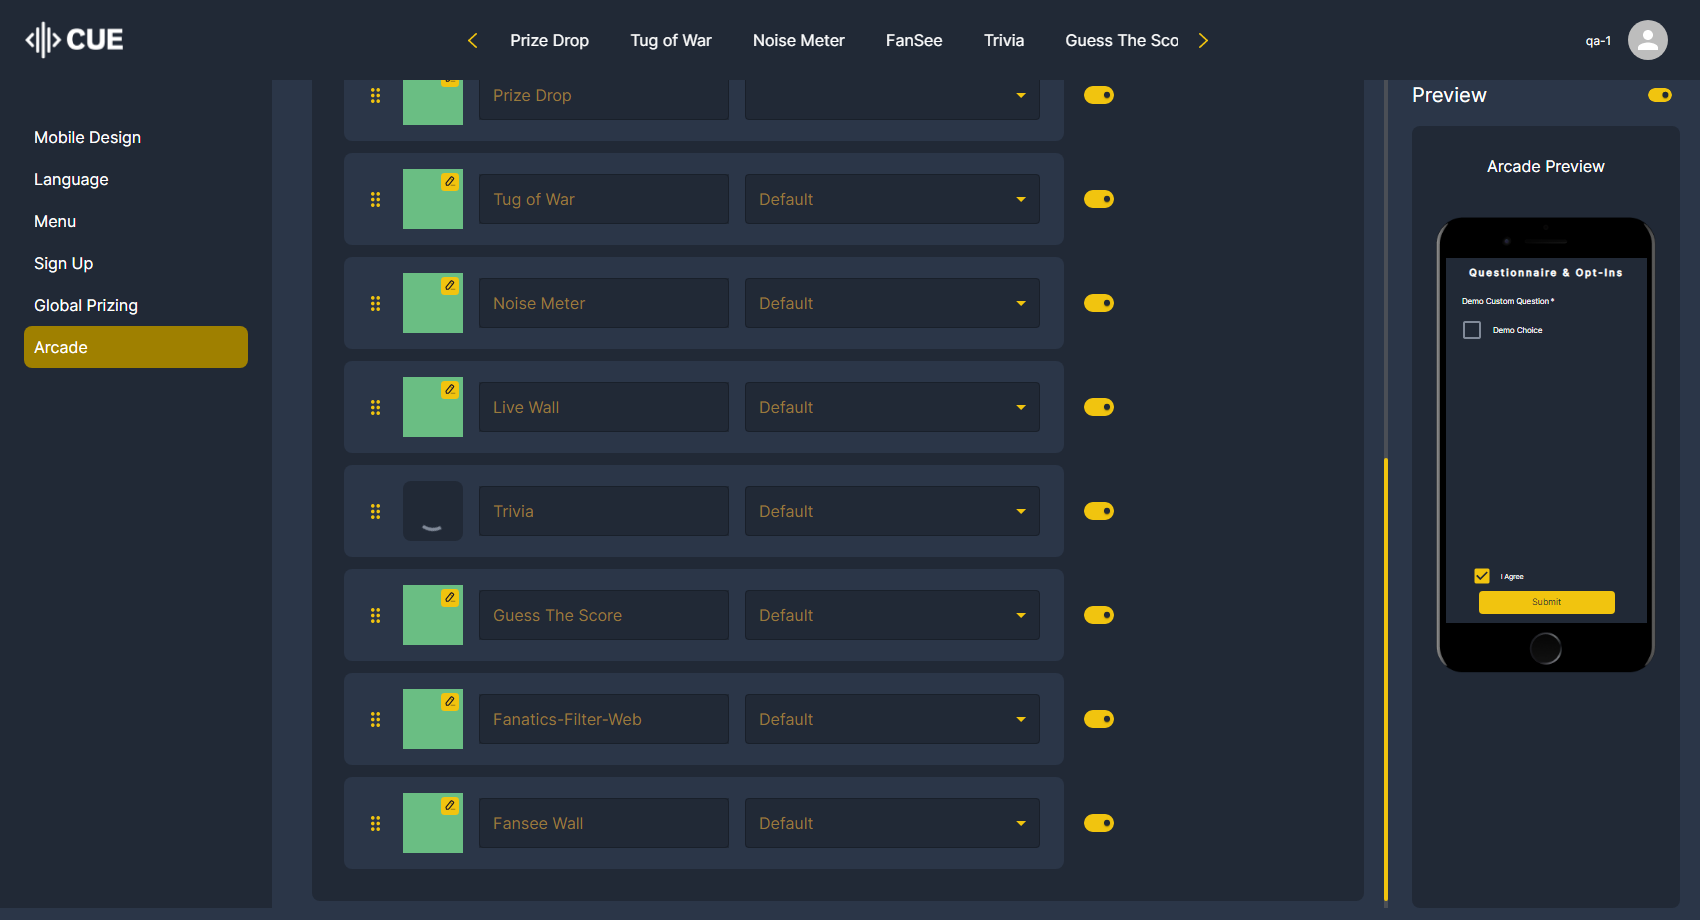 CUE
Prize Drop
Tug of War
Noise Meter
FanSee
Trivia
Guess The Sco
qa-1
Mobile Design
Language
Menu
Sign Up
Global Prizing
Arcade
Prize Drop
Tug of War
Default
Noise Meter
Default
Live Wall
Default
Trivia
Default
Guess The Score
Default
Fanatics-Filter-Web
Default
Fansee Wall
Default
Preview
Arcade Preview
Questionnaire & Opt-Ins
Demo Custom Question *
Demo Choice
I Agree
Submit